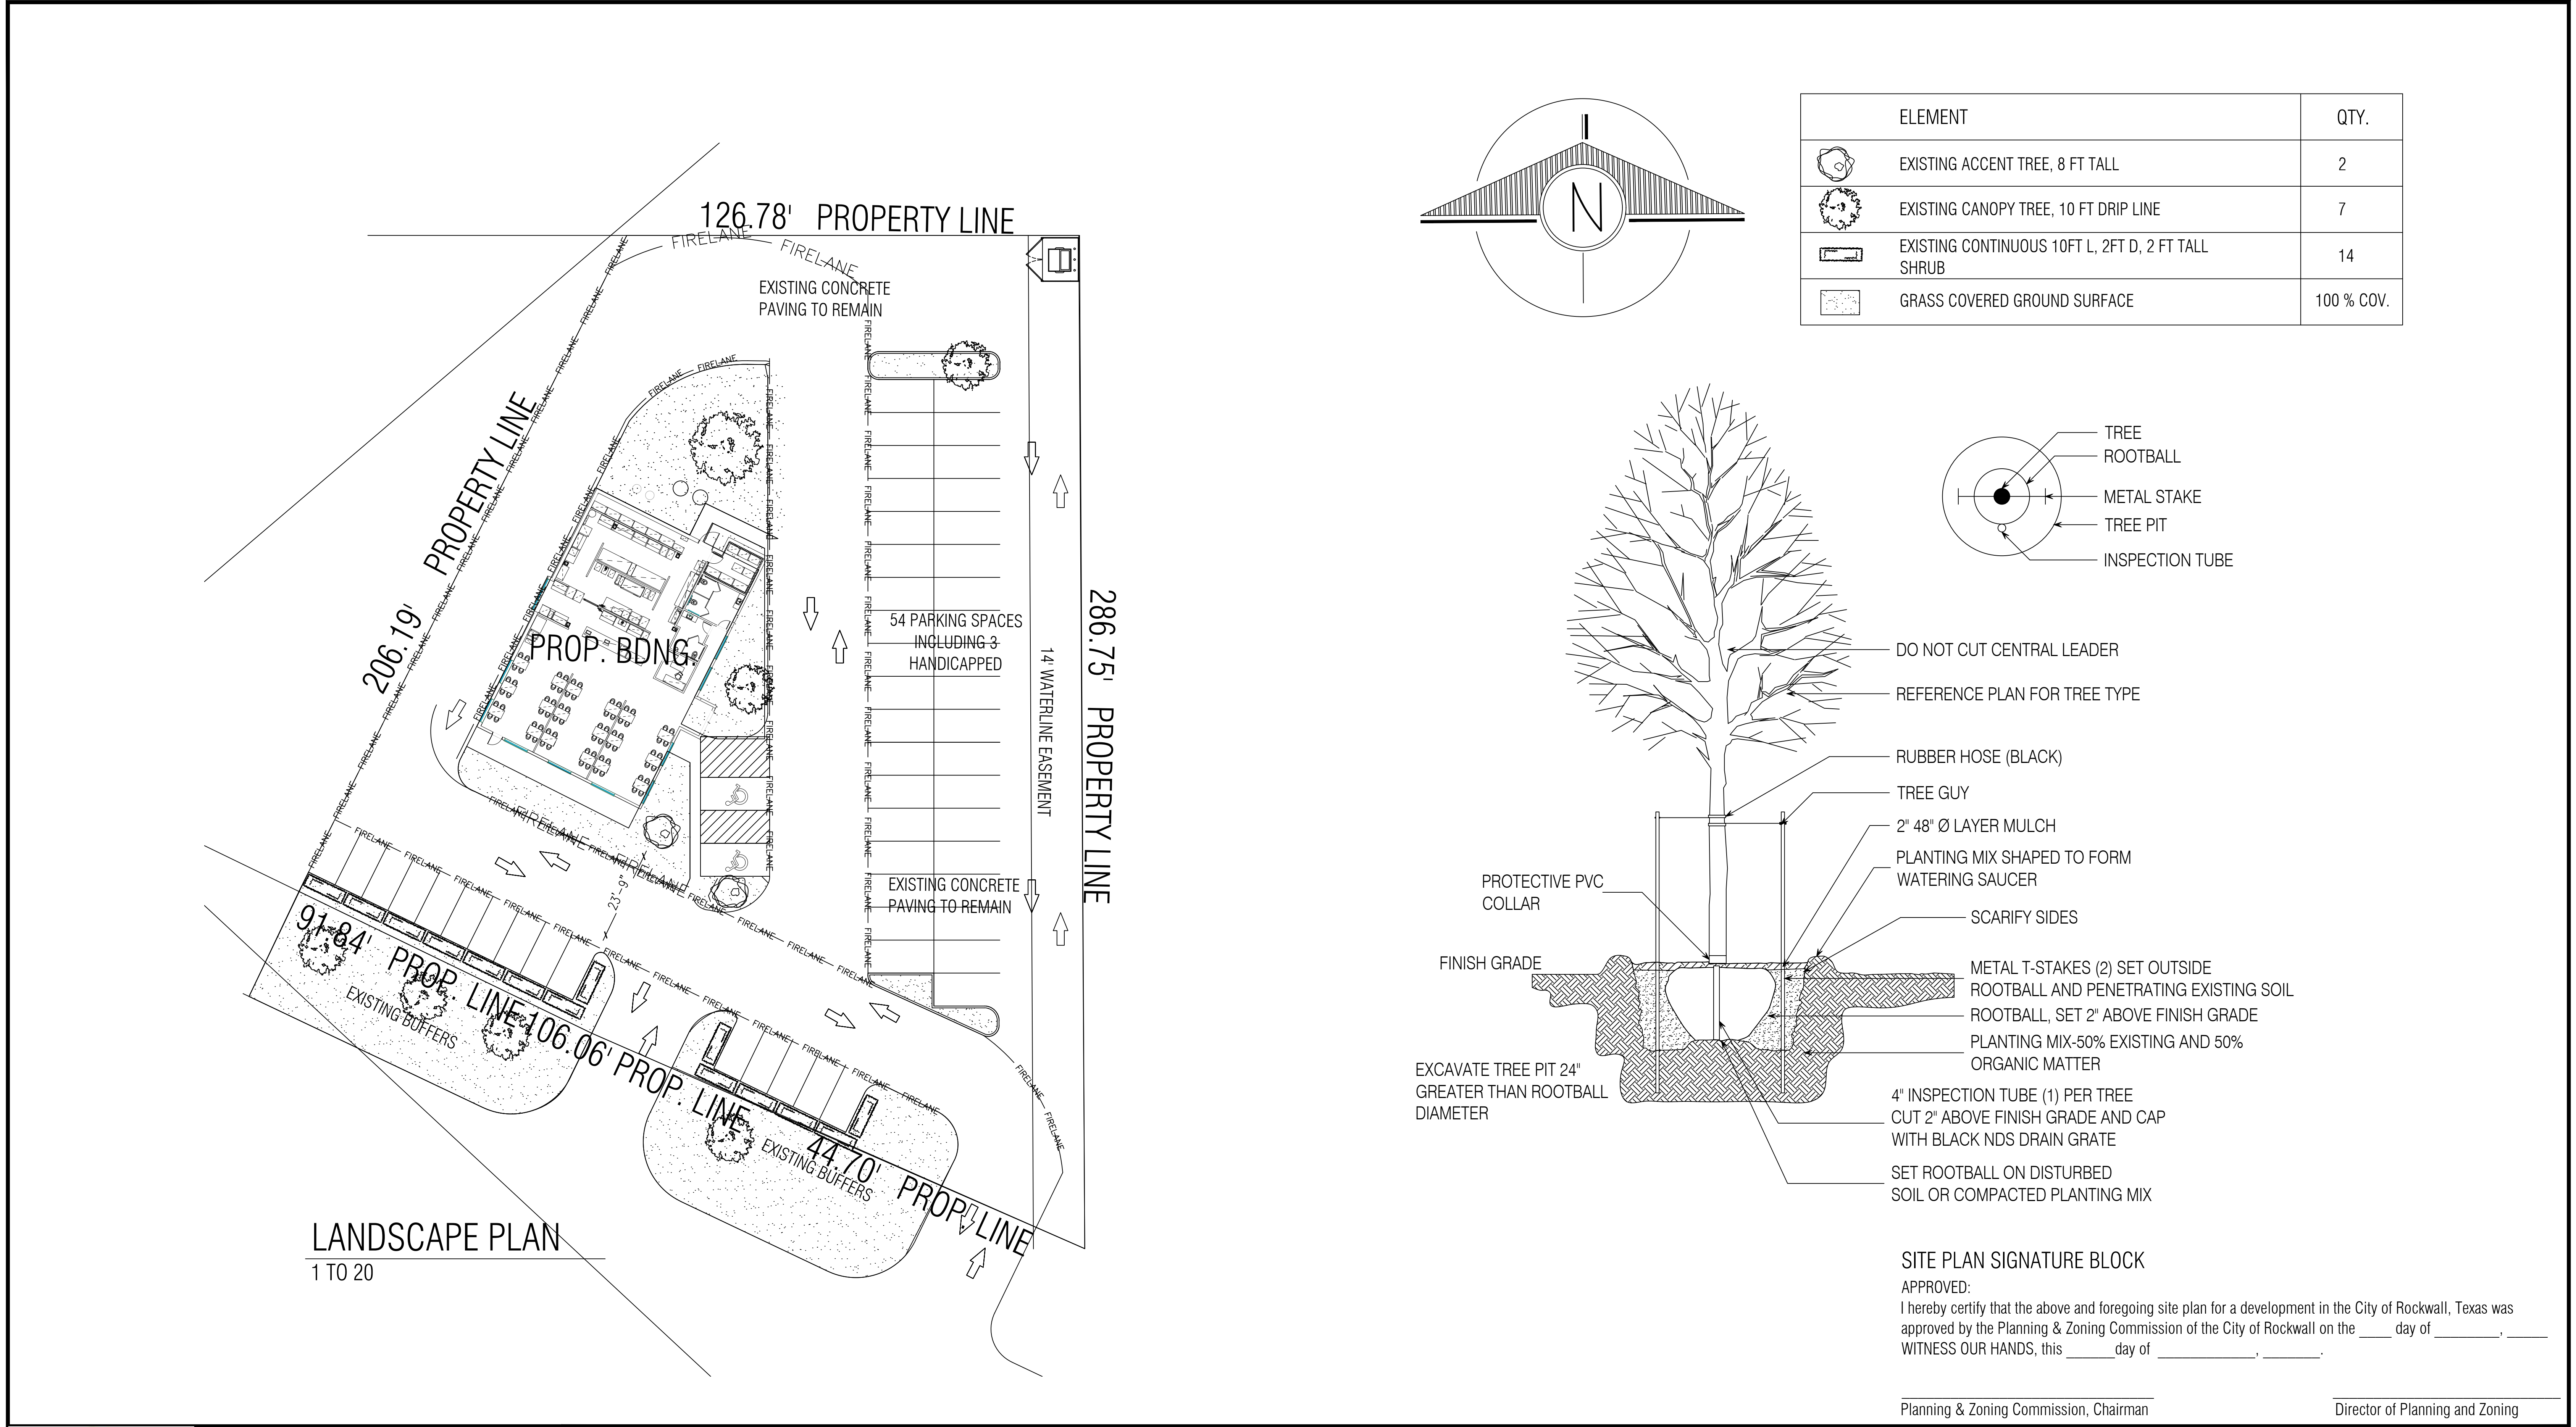 126.78' PROPERTY LINE
FIRELANE
FIRELANE
EXISTING CONCRETE
PAVING TO REMAIN
206.19' PROPERTY LINE
PROP. BDNG.
54 PARKING SPACES
INCLUDING 3
HANDICAPPED
14' WATERLINE EASEMENT
286.75' PROPERTY LINE
EXISTING CONCRETE
PAVING TO REMAIN
FIRELANE
FIRELANE
23'-9"
91.84' PROP. LINE
EXISTING BUFFERS
106.06' PROP. LINE
EXISTING BUFFERS
44.70' PROP. LINE
LANDSCAPE PLAN
1 TO 20
N
ELEMENT QTY.
EXISTING ACCENT TREE, 8 FT TALL 2
EXISTING CANOPY TREE, 10 FT DRIP LINE 7
EXISTING CONTINUOUS 10FT L, 2FT D, 2 FT TALL
SHRUB 14
GRASS COVERED GROUND SURFACE 100 % COV.
TREE
ROOTBALL
METAL STAKE
TREE PIT
INSPECTION TUBE
DO NOT CUT CENTRAL LEADER
REFERENCE PLAN FOR TREE TYPE
RUBBER HOSE (BLACK)
TREE GUY
2" 48" Ø LAYER MULCH
PLANTING MIX SHAPED TO FORM
WATERING SAUCER
SCARIFY SIDES
PROTECTIVE PVC
COLLAR
FINISH GRADE
METAL T-STAKES (2) SET OUTSIDE
ROOTBALL AND PENETRATING EXISTING SOIL
ROOTBALL, SET 2" ABOVE FINISH GRADE
PLANTING MIX-50% EXISTING AND 50%
ORGANIC MATTER
EXCAVATE TREE PIT 24"
GREATER THAN ROOTBALL
DIAMETER
4" INSPECTION TUBE (1) PER TREE
CUT 2" ABOVE FINISH GRADE AND CAP
WITH BLACK NDS DRAIN GRATE
SET ROOTBALL ON DISTURBED
SOIL OR COMPACTED PLANTING MIX
SITE PLAN SIGNATURE BLOCK
APPROVED:
I hereby certify that the above and foregoing site plan for a development in the City of Rockwall, Texas was
approved by the Planning & Zoning Commission of the City of Rockwall on the ____ day of ________, _____
WITNESS OUR HANDS, this ______day of ____________, _______.
Planning & Zoning Commission, Chairman
Director of Planning and Zoning